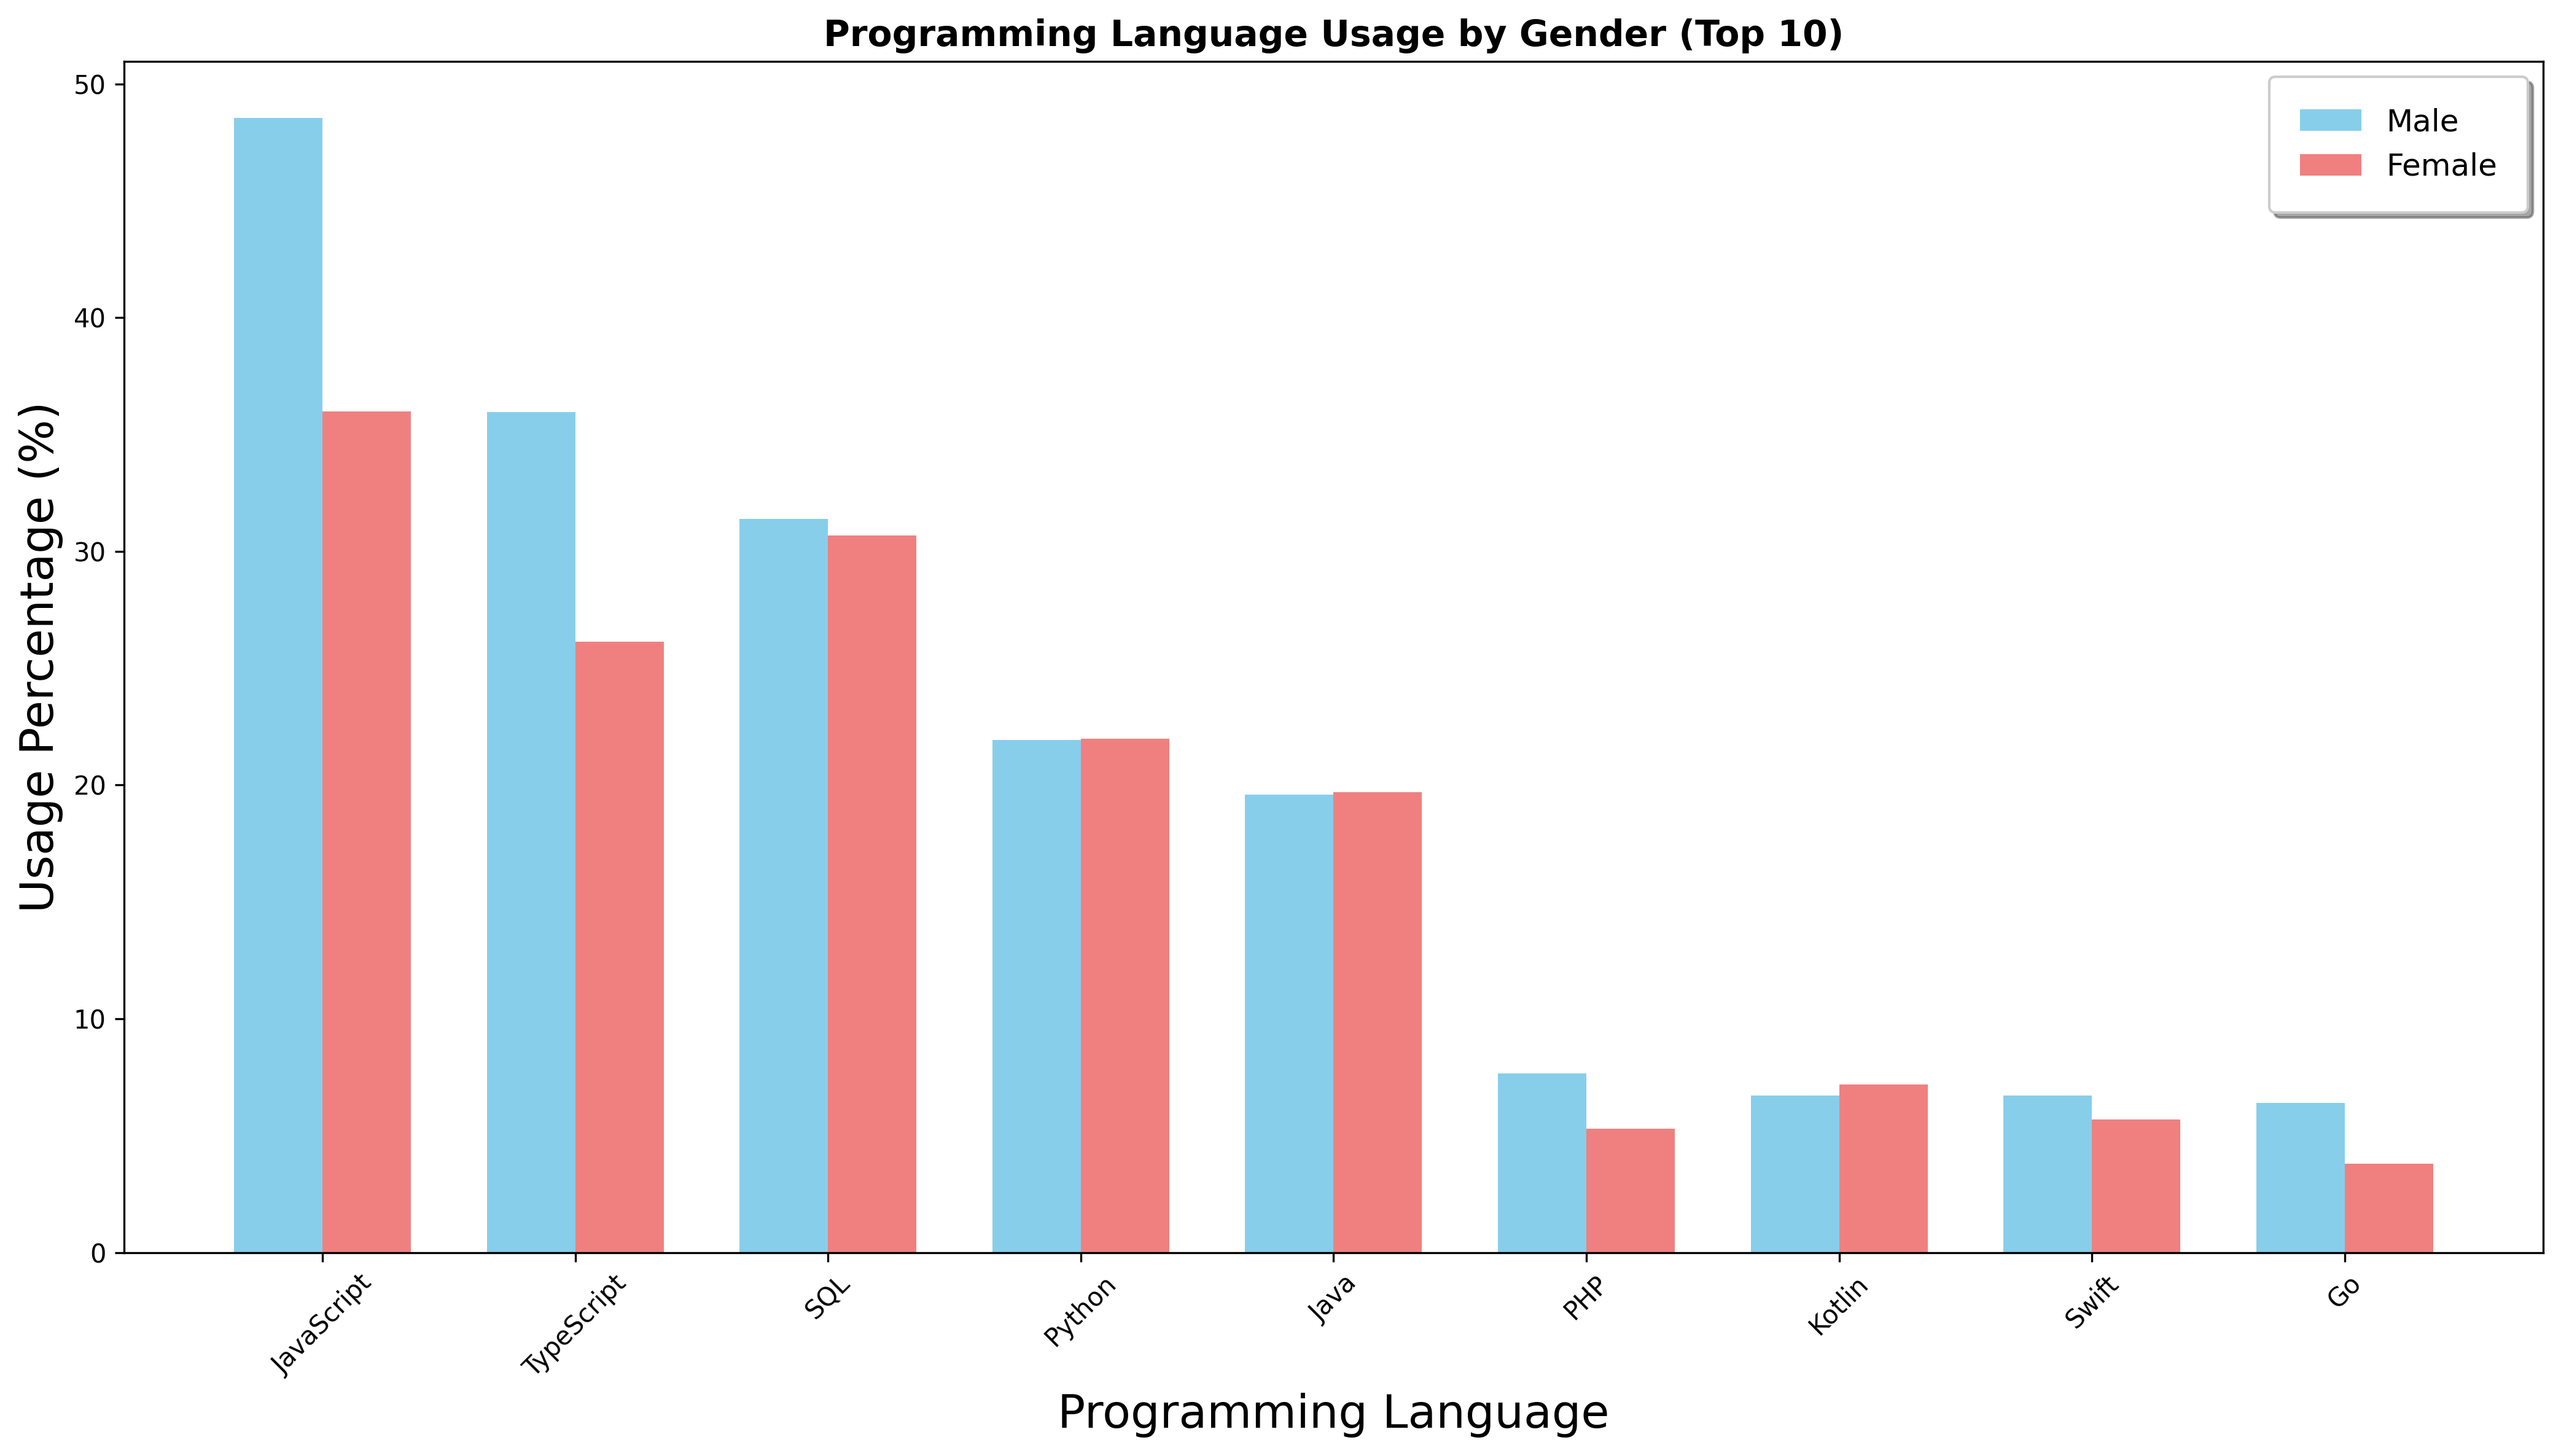 Programming Language Usage by Gender (Top 10)
Male
Female
Usage Percentage (%)
50
40
30
20
10
0
JavaScript
TypeScript
SQL
Python
Java
PHP
Kotlin
Swift
Go
Programming Language